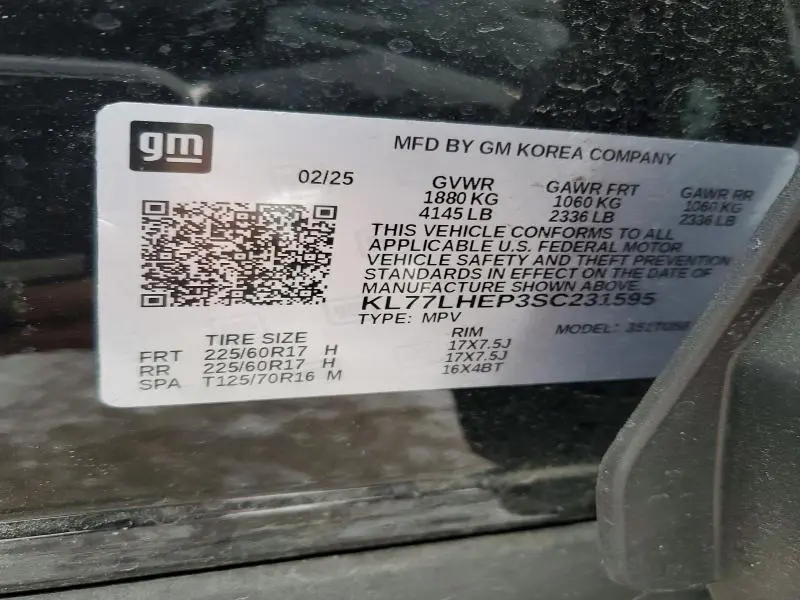 gm
MFD BY GM KOREA COMPANY
02/25
GVWR GAWR FRT GAWR RR
1880 KG 1060 KG 1060 KG
4145 LB 2336 LB 2336 LB
THIS VEHICLE CONFORMS TO ALL
APPLICABLE U.S. FEDERAL MOTOR
VEHICLE SAFETY AND THEFT PREVENTION
STANDARDS IN EFFECT ON THE DATE OF
MANUFACTURE SHOWN ABOVE.
KL77LHEP3SC231595
TYPE: MPV MODEL:
TIRE SIZE RIM
FRT 225/60R17 H 17X7.5J
RR 225/60R17 H 17X7.5J
SPA T125/70R16 M 16X4BT